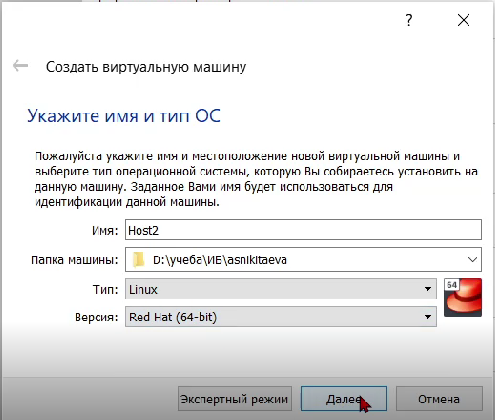 ?
Создать виртуальную машину
Укажите имя и тип ОС
Пожалуйста укажите имя и местоположение новой виртуальной машины и
выберите тип операционной системы, которую Вы собираетесь установить на
данную машину. Заданное Вами имя будет использоваться для
идентификации данной машины.
Имя: Host2
Папка машины: D:\учеба\ИЕ\asnikitaeva
Тип: Linux
64
Версия: Red Hat (64-bit)
Экспертный режим Далее Отмена